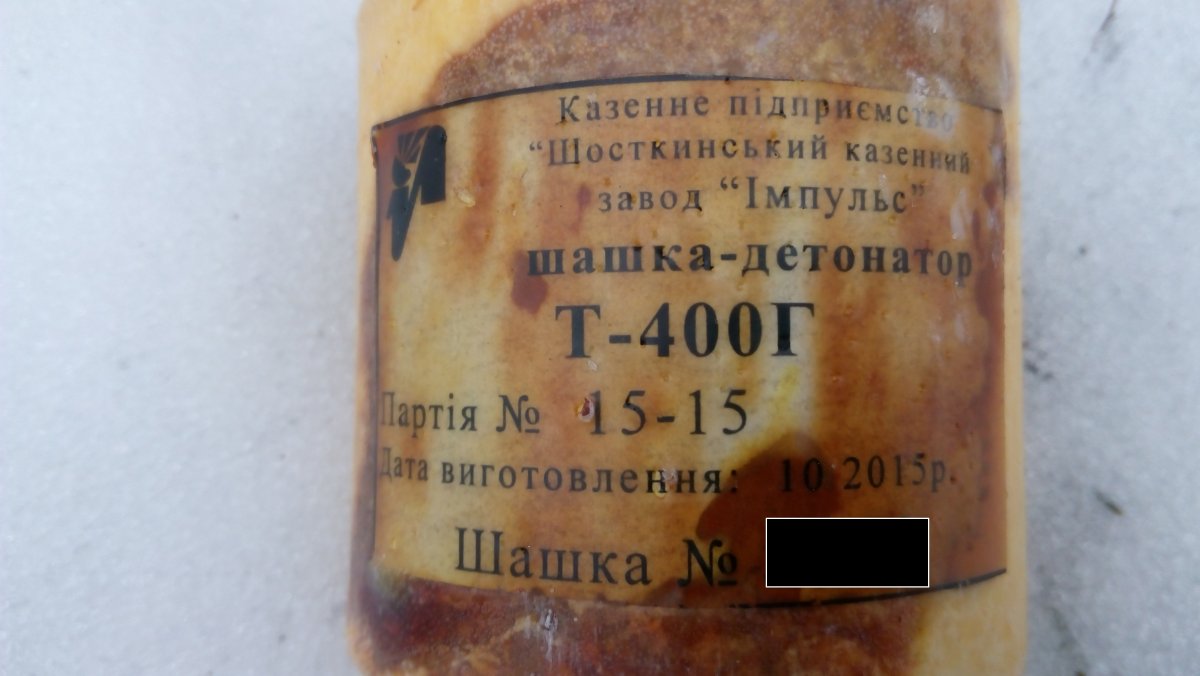 Казенне підприємство
“Шосткинський казенний
завод “Імпульс”
шашка-детонатор
Т-400Г
Партія № 15-15
Дата виготовлення: 10 2015р.
Шашка №